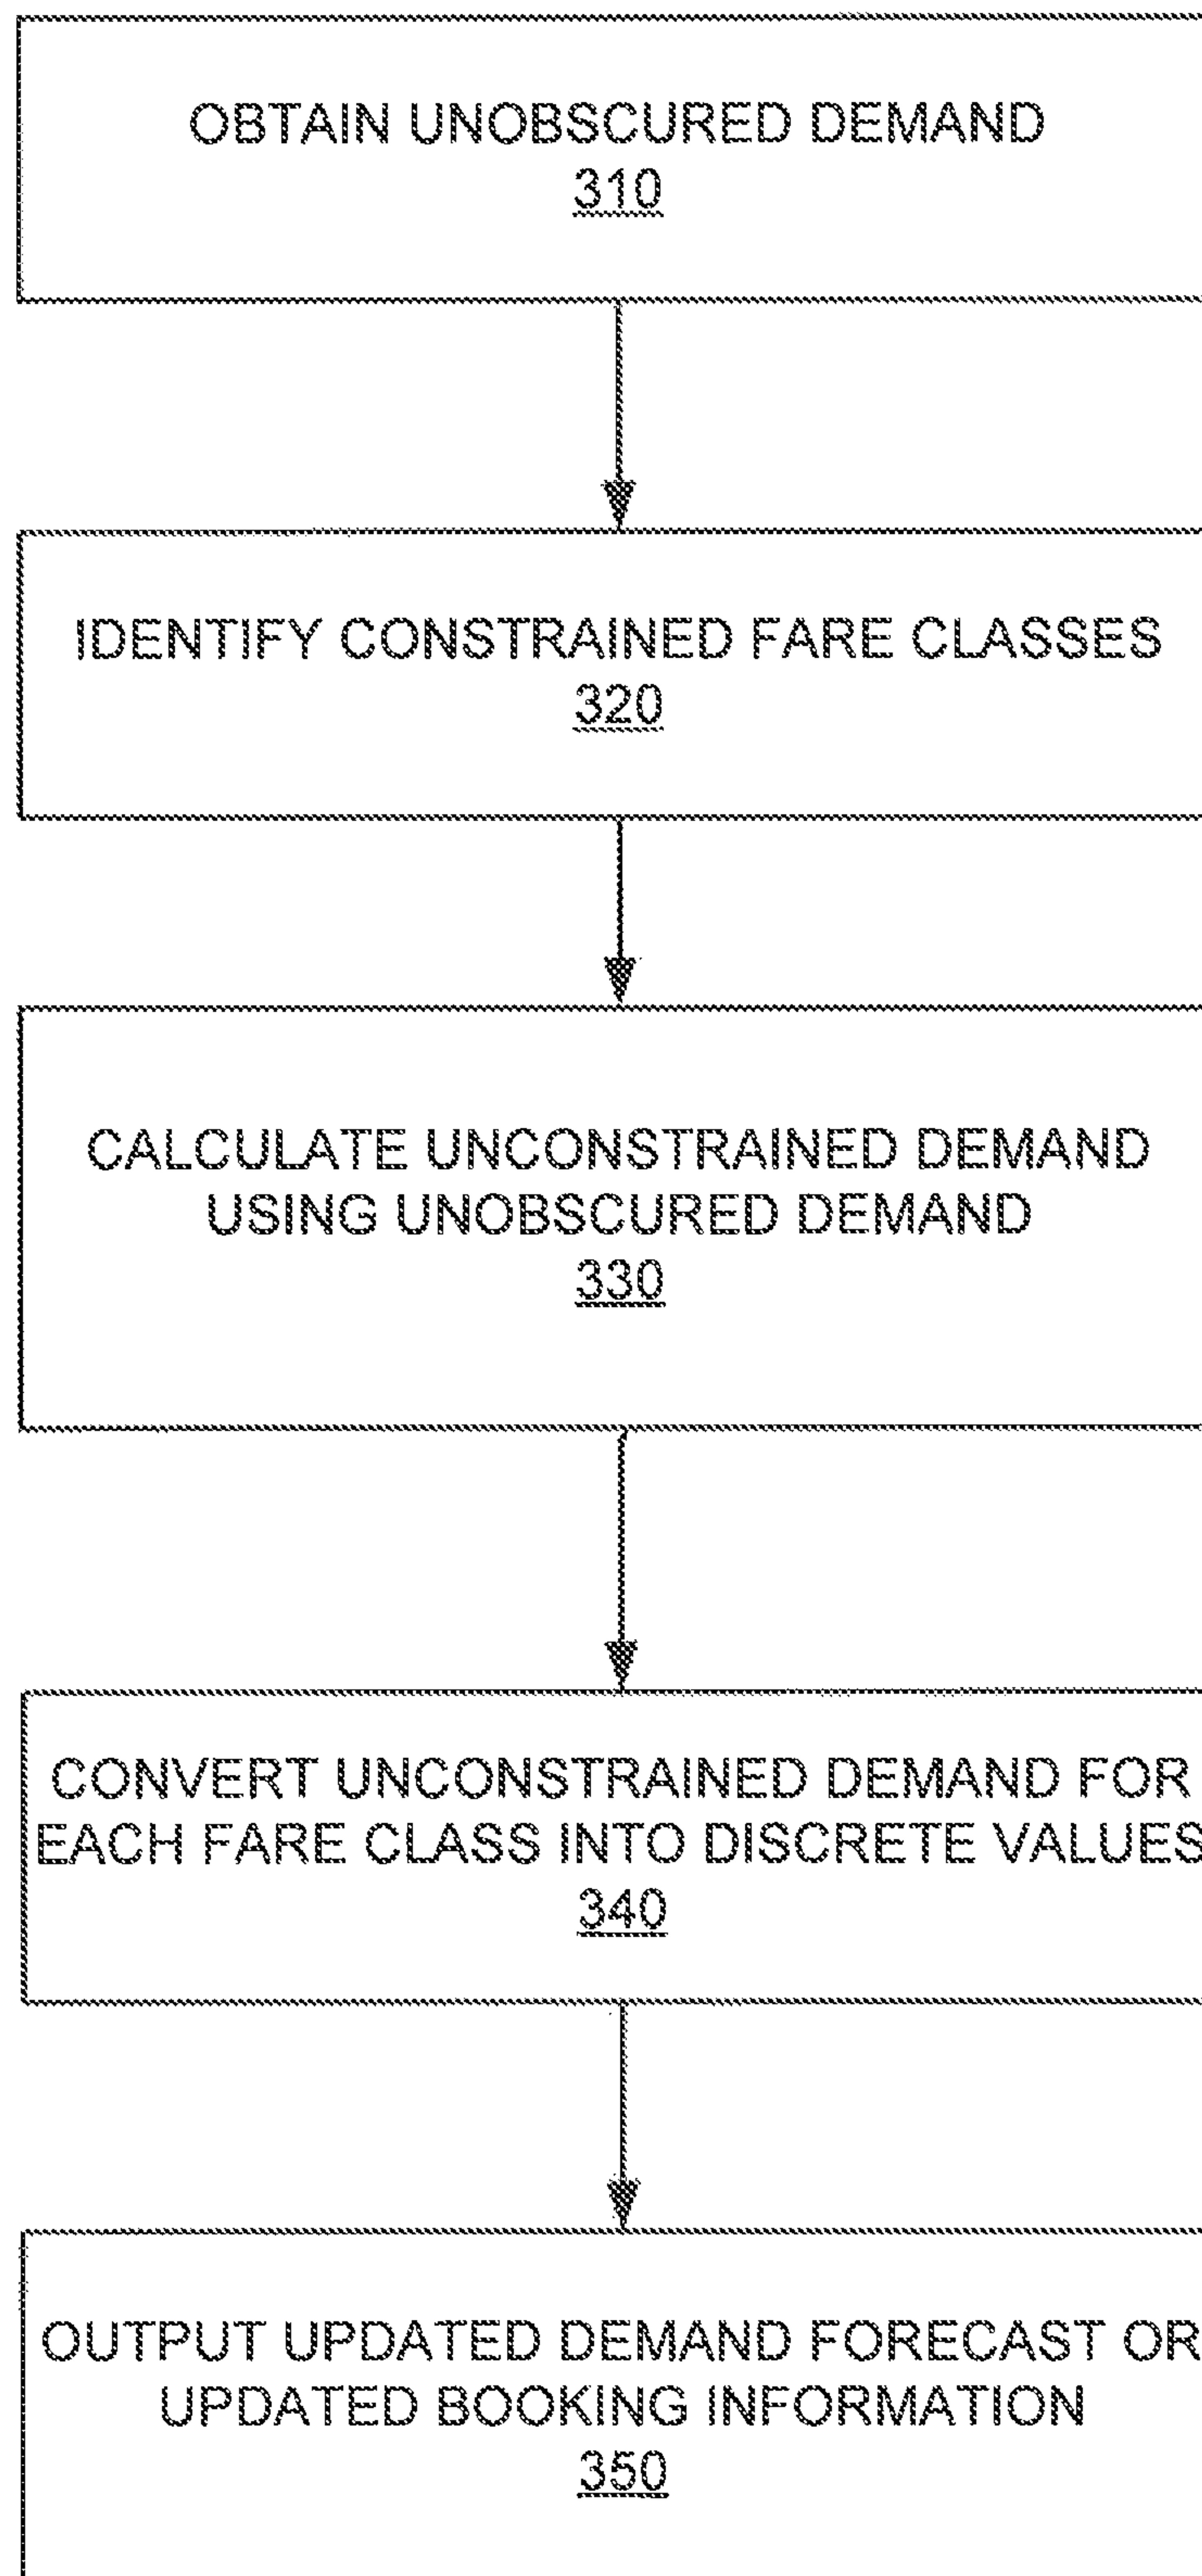 OBTAIN UNOBSCURED DEMAND
310
IDENTIFY CONSTRAINED FARE CLASSES
320
CALCULATE UNCONSTRAINED DEMAND
USING UNOBSCURED DEMAND
330
CONVERT UNCONSTRAINED DEMAND FOR
EACH FARE CLASS INTO DISCRETE VALUES
340
OUTPUT UPDATED DEMAND FORECAST OR
UPDATED BOOKING INFORMATION
350